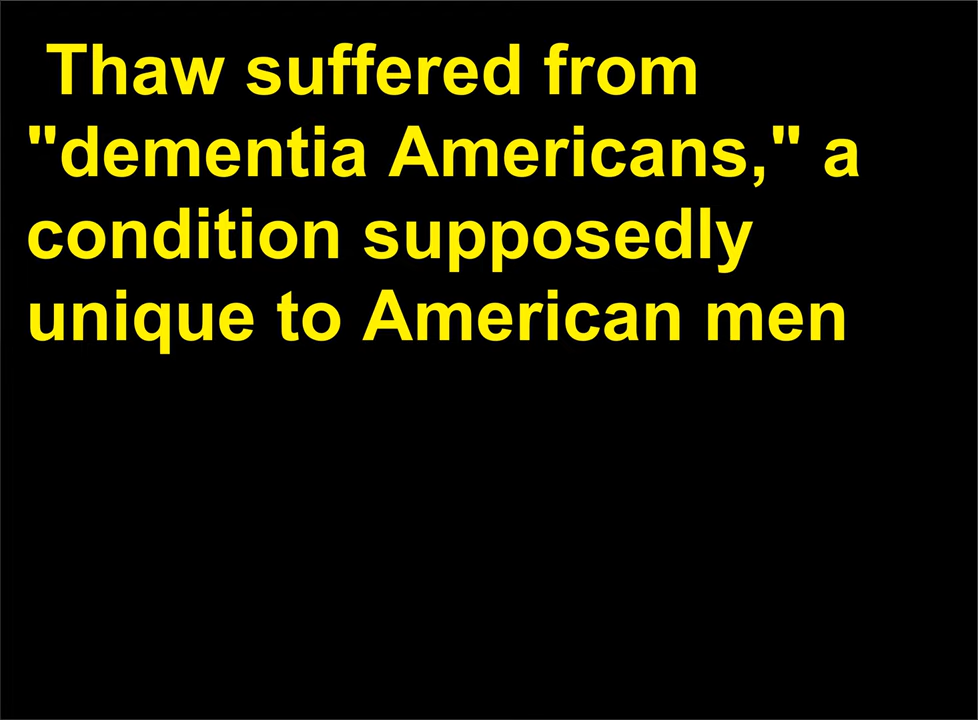 Thaw suffered from
"dementia Americans," a
condition supposedly
unique to American men